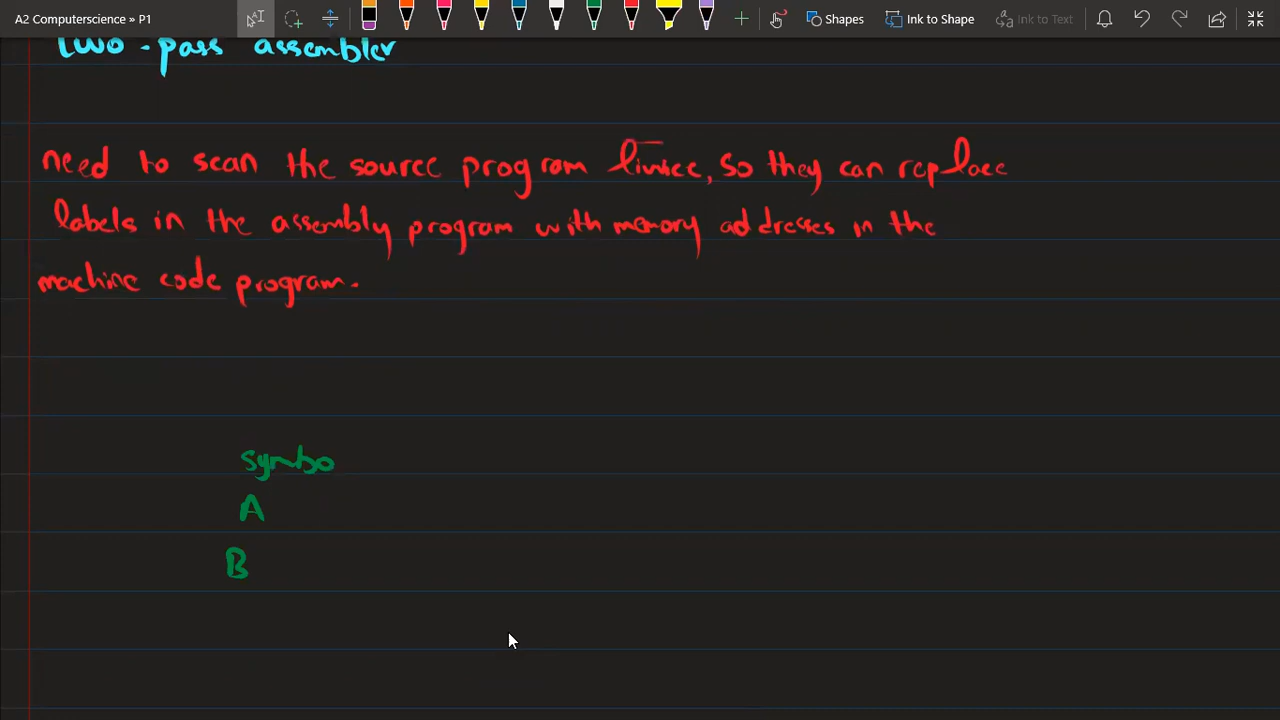 A2 Computerscience » P1
Shapes
Ink to Shape
Ink to Text
two-pass assembler
need to scan the source program twice, so they can replace
labels in the assembly program with memory addresses in the
machine code program.
symbo
A
B